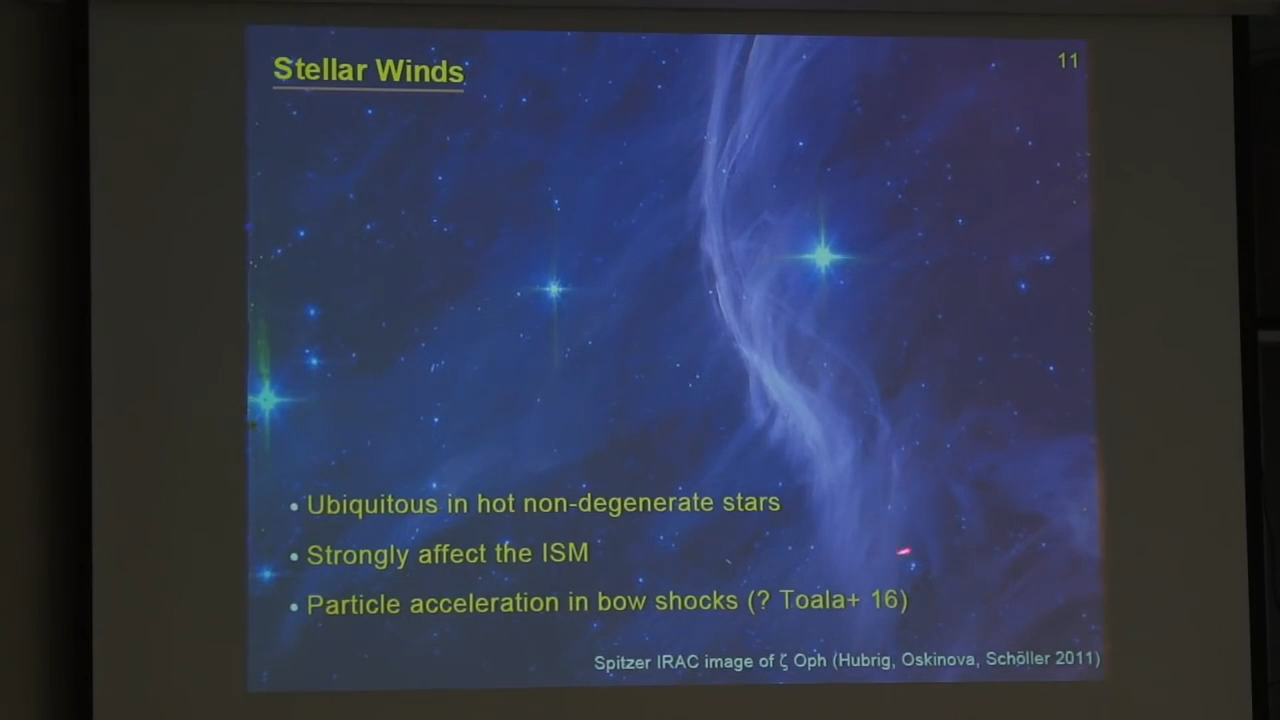 Stellar Winds
11
• Ubiquitous in hot non-degenerate stars
• Strongly affect the ISM
• Particle acceleration in bow shocks (? Toala+ 16)
Spitzer IRAC image of ζ Oph (Hubrig, Oskinova, Schöller 2011)